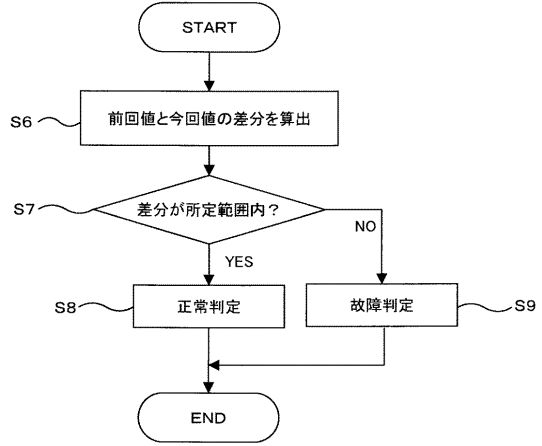 START
S6
前回値と今回値の差分を算出
S7
差分が所定範囲内？
NO
YES
S8
正常判定
故障判定
S9
END